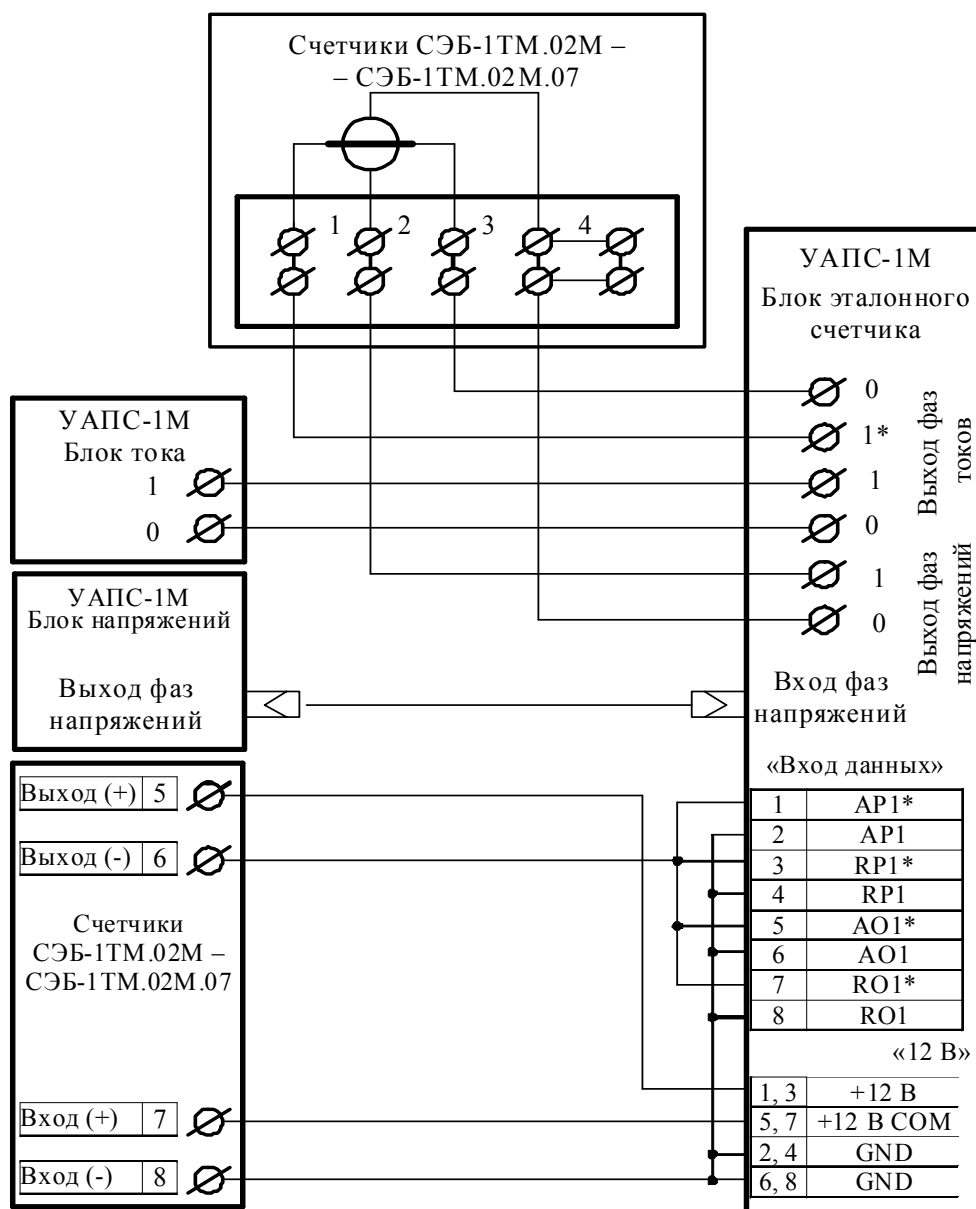 Счетчики СЭБ-1ТМ.02М –
– СЭБ-1ТМ.02М.07
1 2 3 4
УАПС-1М
Блок эталонного
счетчика
0
1*
1
0
Выход фаз
токов
1
0
Выход фаз
напряжений
Вход фаз
напряжений
УАПС-1М
Блок тока
1
0
УАПС-1М
Блок напряжений
Выход фаз
напряжений
Выход (+) 5
Выход (-) 6
Счетчики
СЭБ-1ТМ.02М –
СЭБ-1ТМ.02М.07
Вход (+) 7
Вход (-) 8
«Вход данных»
1 AP1*
2 AP1
3 RP1*
4 RP1
5 AO1*
6 AO1
7 RO1*
8 RO1
«12 В»
1, 3 +12 В
5, 7 +12 В COM
2, 4 GND
6, 8 GND